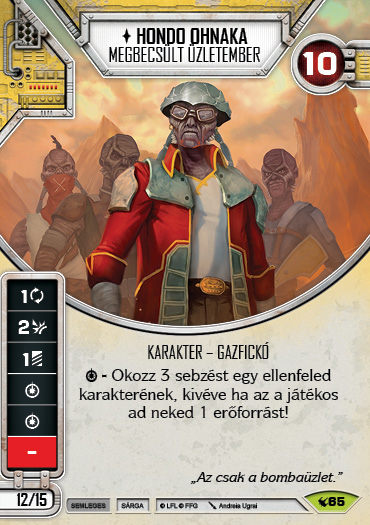 HONDO OHNAKA
MEGBECSÜLT ÜZLETEMBER
10
1
2
1
-
12/15
KARAKTER – GAZFICKÓ
- Okozz 3 sebzést egy ellenfeled
karakterének, kivéve ha az a játékos
ad neked 1 erőforrást!
„Az csak a bombaüzlet.”
SEMLEGES
SÁRGA
© LFL © FFG
Andreia Ugrai
65